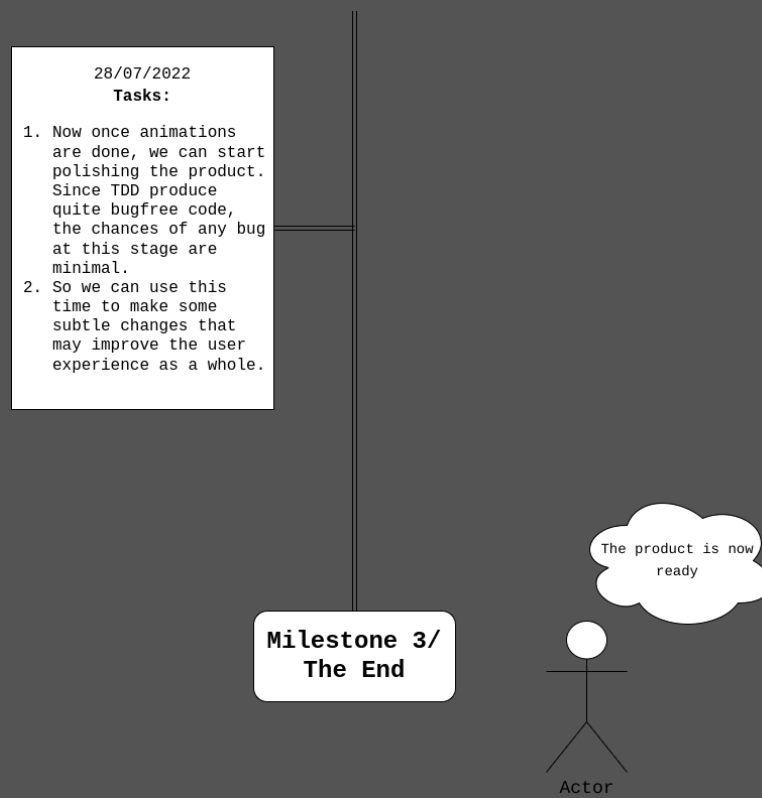 28/07/2022
Tasks:
1. Now once animations
are done, we can start
polishing the product.
Since TDD produce
quite bugfree code,
the chances of any bug
at this stage are
minimal.
2. So we can use this
time to make some
subtle changes that
may improve the user
experience as a whole.
The product is now
ready
Milestone 3/
The End
Actor